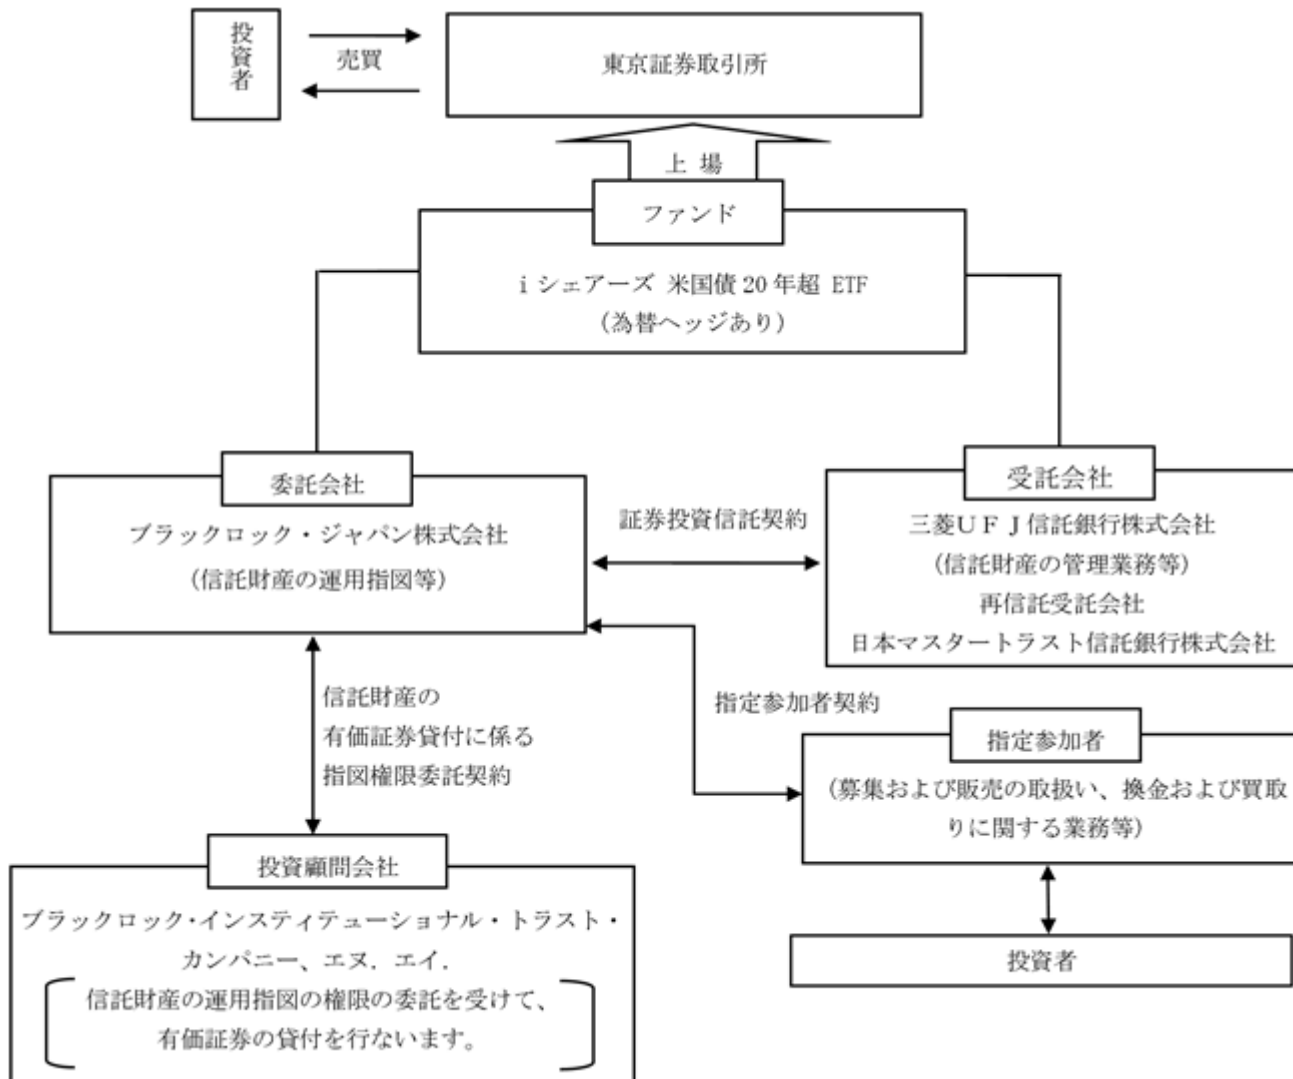 投資者
売買
東京証券取引所
上 場
ファンド
i シェアーズ 米国債 20 年超 ETF
（為替ヘッジあり）
委託会社
ブラックロック・ジャパン株式会社
（信託財産の運用指図等）
証券投資信託契約
受託会社
三菱ＵＦＪ信託銀行株式会社
（信託財産の管理業務等）
再信託受託会社
日本マスタートラスト信託銀行株式会社
信託財産の
有価証券貸付に係る
指図権限委託契約
指定参加者契約
指定参加者
（募集および販売の取扱い、換金および買取
りに関する業務等）
投資者
投資顧問会社
ブラックロック・インスティテューショナル・トラスト・
カンパニー、エヌ．エイ．
信託財産の運用指図の権限の委託を受けて、
有価証券の貸付を行ないます。